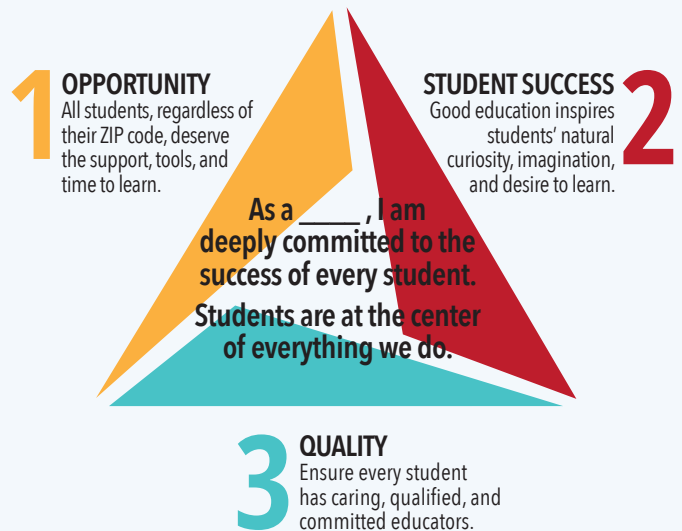 1
OPPORTUNITY
All students, regardless of
their ZIP code, deserve
the support, tools, and
time to learn.
STUDENT SUCCESS
Good education inspires
students’ natural
curiosity, imagination,
and desire to learn.
2
As a _____ , I am
deeply committed to the
success of every student.
Students are at the center
of everything we do.
3
QUALITY
Ensure every student
has caring, qualified, and
committed educators.